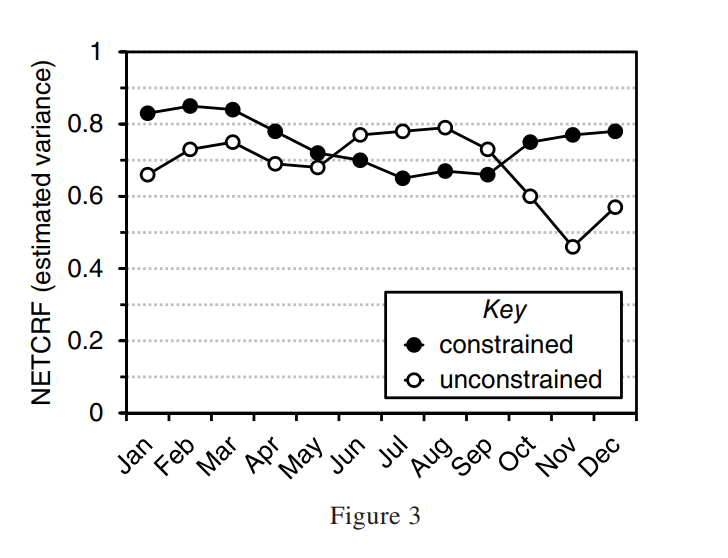 1
0.8
0.6
0.4
0.2
0
NETCRF (estimated variance)
Key
constrained
unconstrained
Jan Feb Mar Apr May Jun Jul Aug Sep Oct Nov Dec
Figure 3